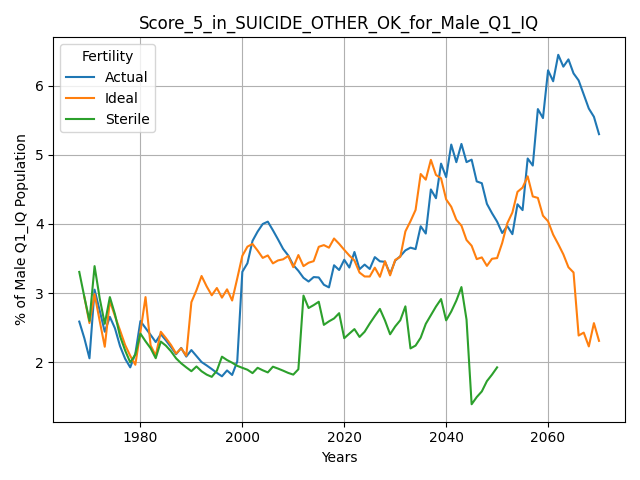 Score_5_in_SUICIDE_OTHER_OK_for_Male_Q1_IQ
Fertility
Actual
Ideal
Sterile
% of Male Q1_IQ Population
6
5
4
3
2
1980
2000
2020
2040
2060
Years